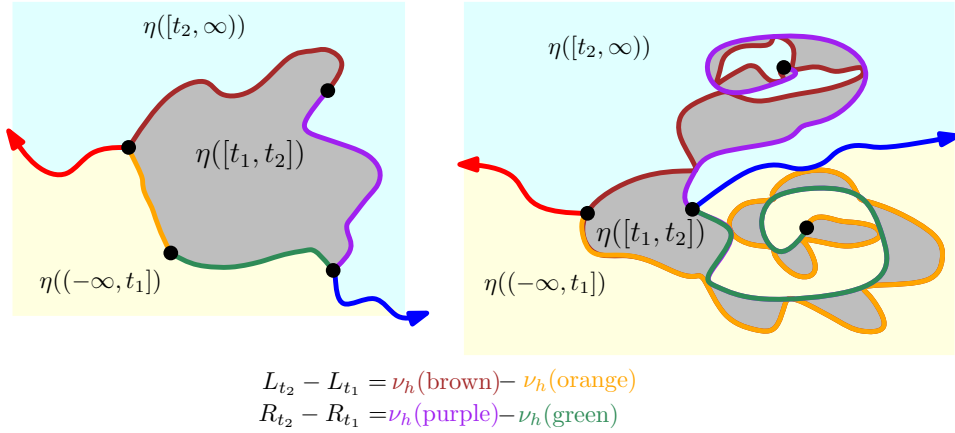 η([t₂, ∞))
η([t₁, t₂])
η((−∞, t₁])
η([t₂, ∞))
η([t₁, t₂])
η((−∞, t₁])
L_{t₂} − L_{t₁} = ν_h(brown) − ν_h(orange)
R_{t₂} − R_{t₁} = ν_h(purple) − ν_h(green)